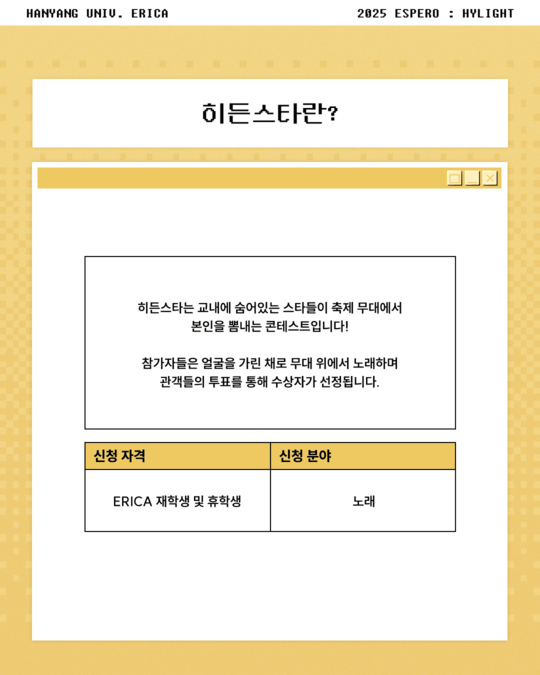 HANYANG UNIV. ERICA
2025 ESPERO : HYLIGHT
히든스타란?
히든스타는 교내에 숨어있는 스타들이 축제 무대에서
본인을 뽐내는 콘테스트입니다!
참가자들은 얼굴을 가린 채로 무대 위에서 노래하며
관객들의 투표를 통해 수상자가 선정됩니다.
신청 자격
신청 분야
ERICA 재학생 및 휴학생
노래